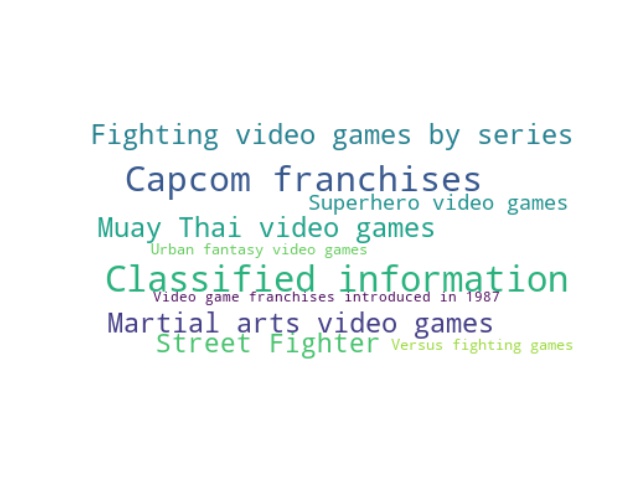 Fighting video games by series
Capcom franchises
Superhero video games
Muay Thai video games
Urban fantasy video games
Classified information
Video game franchises introduced in 1987
Martial arts video games
Street Fighter
Versus fighting games